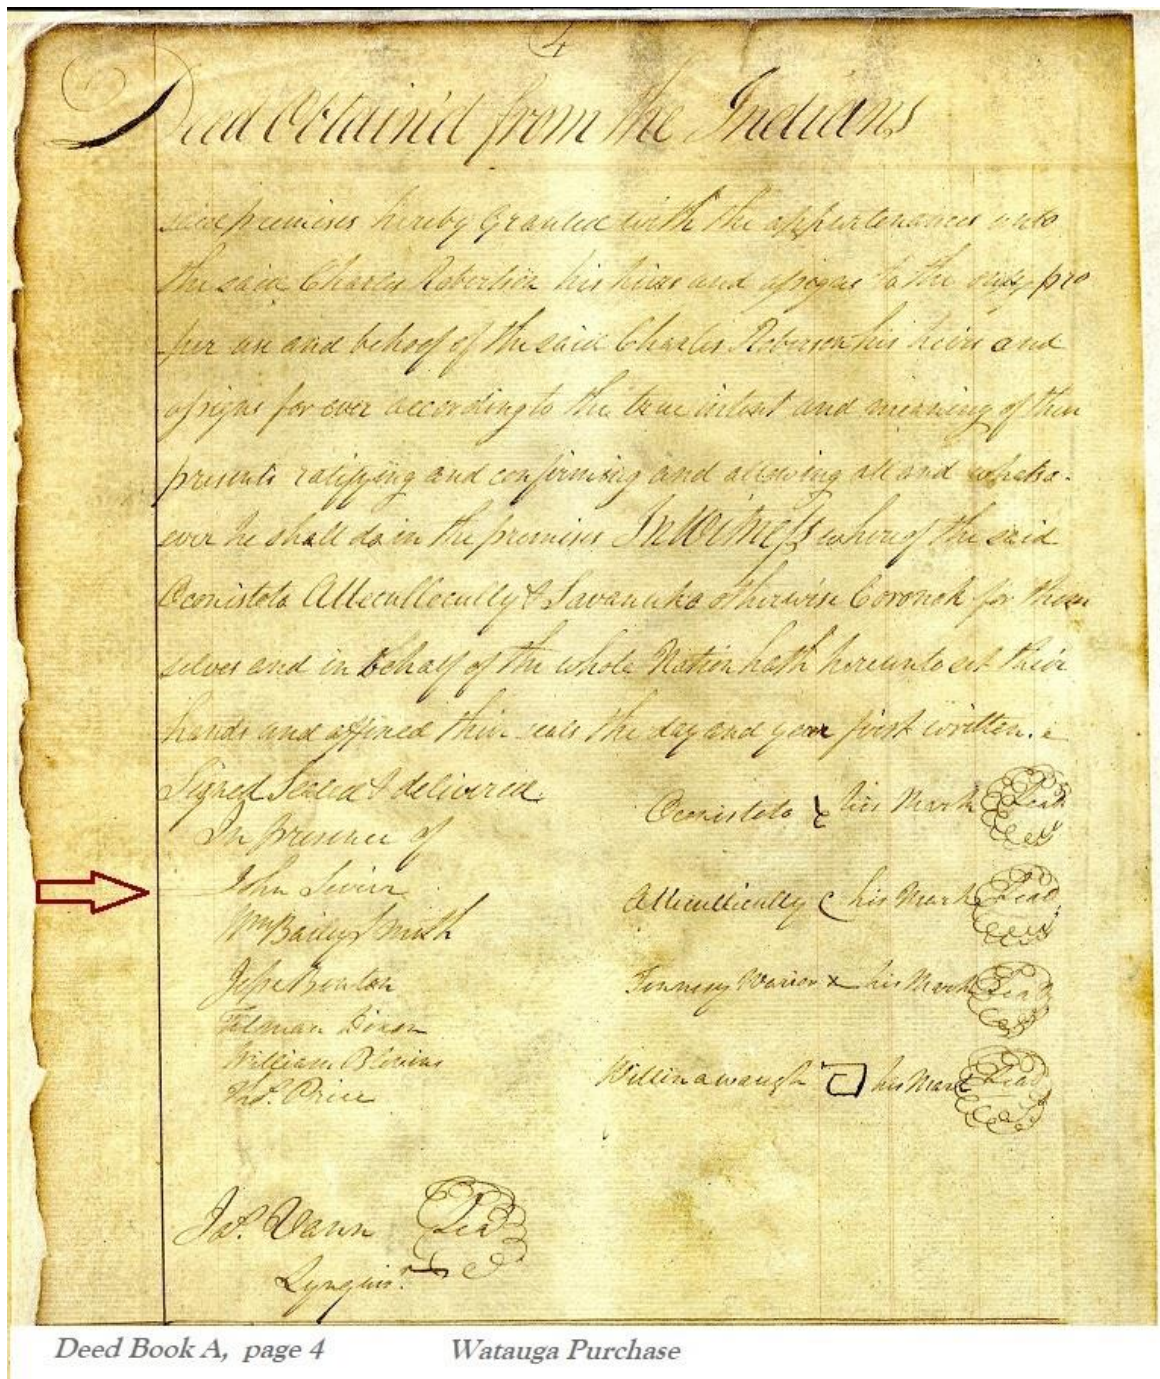 4
Deed Obtain'd from the Indians
said premises hereby Granted with the appurtenances unto
the said Charles Robertson his heirs and assigns to the only pro
per use and behoof of the said Charles Roberson his heirs and
assigns for ever according to the true intent and meaning of these
presents ratifying and confirming and allowing all and whatso-
ever he shall do in the premises In Witness whereof the said
Oconistoto Attecullecully & Savanuka otherwise Coronoh for them
selves and in behalf of the whole Nation hath hereunto set their
hands and affixed their seals the day and year first written.
Signed Sealed & delivered
In presence of
Oconistoto his Mark Seal
John Sevier
Attecullecully his Mark Seal
Wm Baily Smith
Jesse Benton
Tennesy Warior x his Mark Seal
Tilman Dixon
William Blevins
Willinawaugh his Mark Seal
Thos. Price
Jos. Vann Seal
Lynguisr.
Deed Book A, page 4 Watauga Purchase